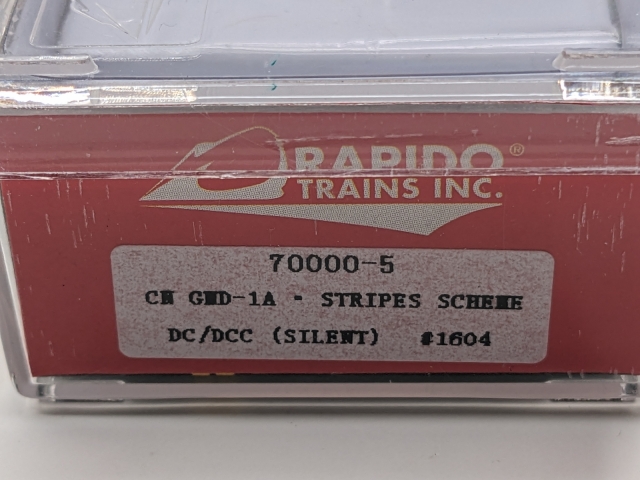 RAPIDO®
TRAINS INC.
70000-5
CN GMD-1A - STRIPES SCHEME
DC/DCC (SILENT) #1604